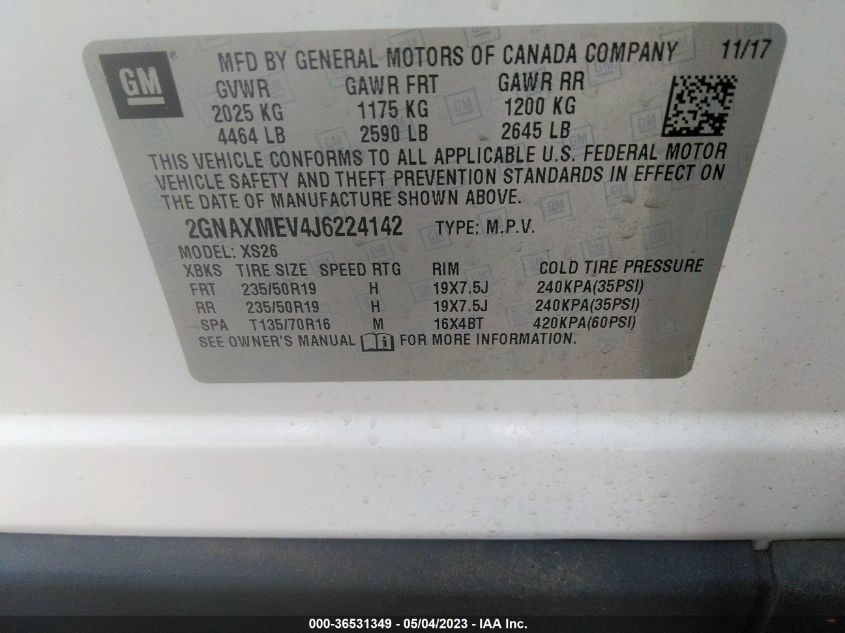 GM ®
MFD BY GENERAL MOTORS OF CANADA COMPANY 11/17
GVWR GAWR FRT GAWR RR
2025 KG 1175 KG 1200 KG
4464 LB 2590 LB 2645 LB
THIS VEHICLE CONFORMS TO ALL APPLICABLE U.S. FEDERAL MOTOR
VEHICLE SAFETY AND THEFT PREVENTION STANDARDS IN EFFECT ON
THE DATE OF MANUFACTURE SHOWN ABOVE.
2GNAXMEV4J6224142 TYPE: M.P.V.
MODEL: XS26
XBKS TIRE SIZE SPEED RTG RIM COLD TIRE PRESSURE
FRT 235/50R19 H 19X7.5J 240KPA(35PSI)
RR 235/50R19 H 19X7.5J 240KPA(35PSI)
SPA T135/70R16 M 16X4BT 420KPA(60PSI)
SEE OWNER'S MANUAL i FOR MORE INFORMATION.
000-36531349 - 05/04/2023 - IAA Inc.